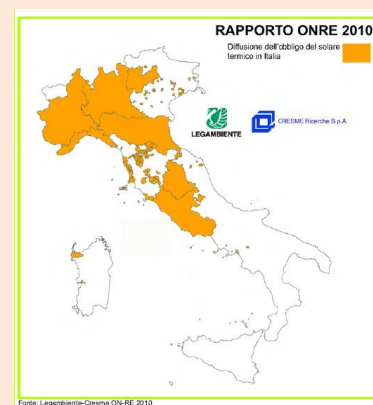 RAPPORTO ONRE 2010
Diffusione dell'obbligo del solare
termico in Italia
LEGAMBIENTE
CRESME Ricerche S.p.A.
Fonte: Legambiente-Cresme ON-RE 2010